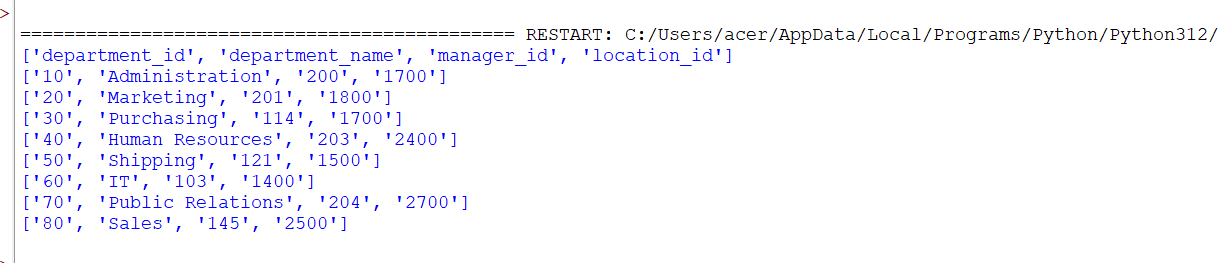 >
============================================ RESTART: C:/Users/acer/AppData/Local/Programs/Python/Python312/
['department_id', 'department_name', 'manager_id', 'location_id']
['10', 'Administration', '200', '1700']
['20', 'Marketing', '201', '1800']
['30', 'Purchasing', '114', '1700']
['40', 'Human Resources', '203', '2400']
['50', 'Shipping', '121', '1500']
['60', 'IT', '103', '1400']
['70', 'Public Relations', '204', '2700']
['80', 'Sales', '145', '2500']